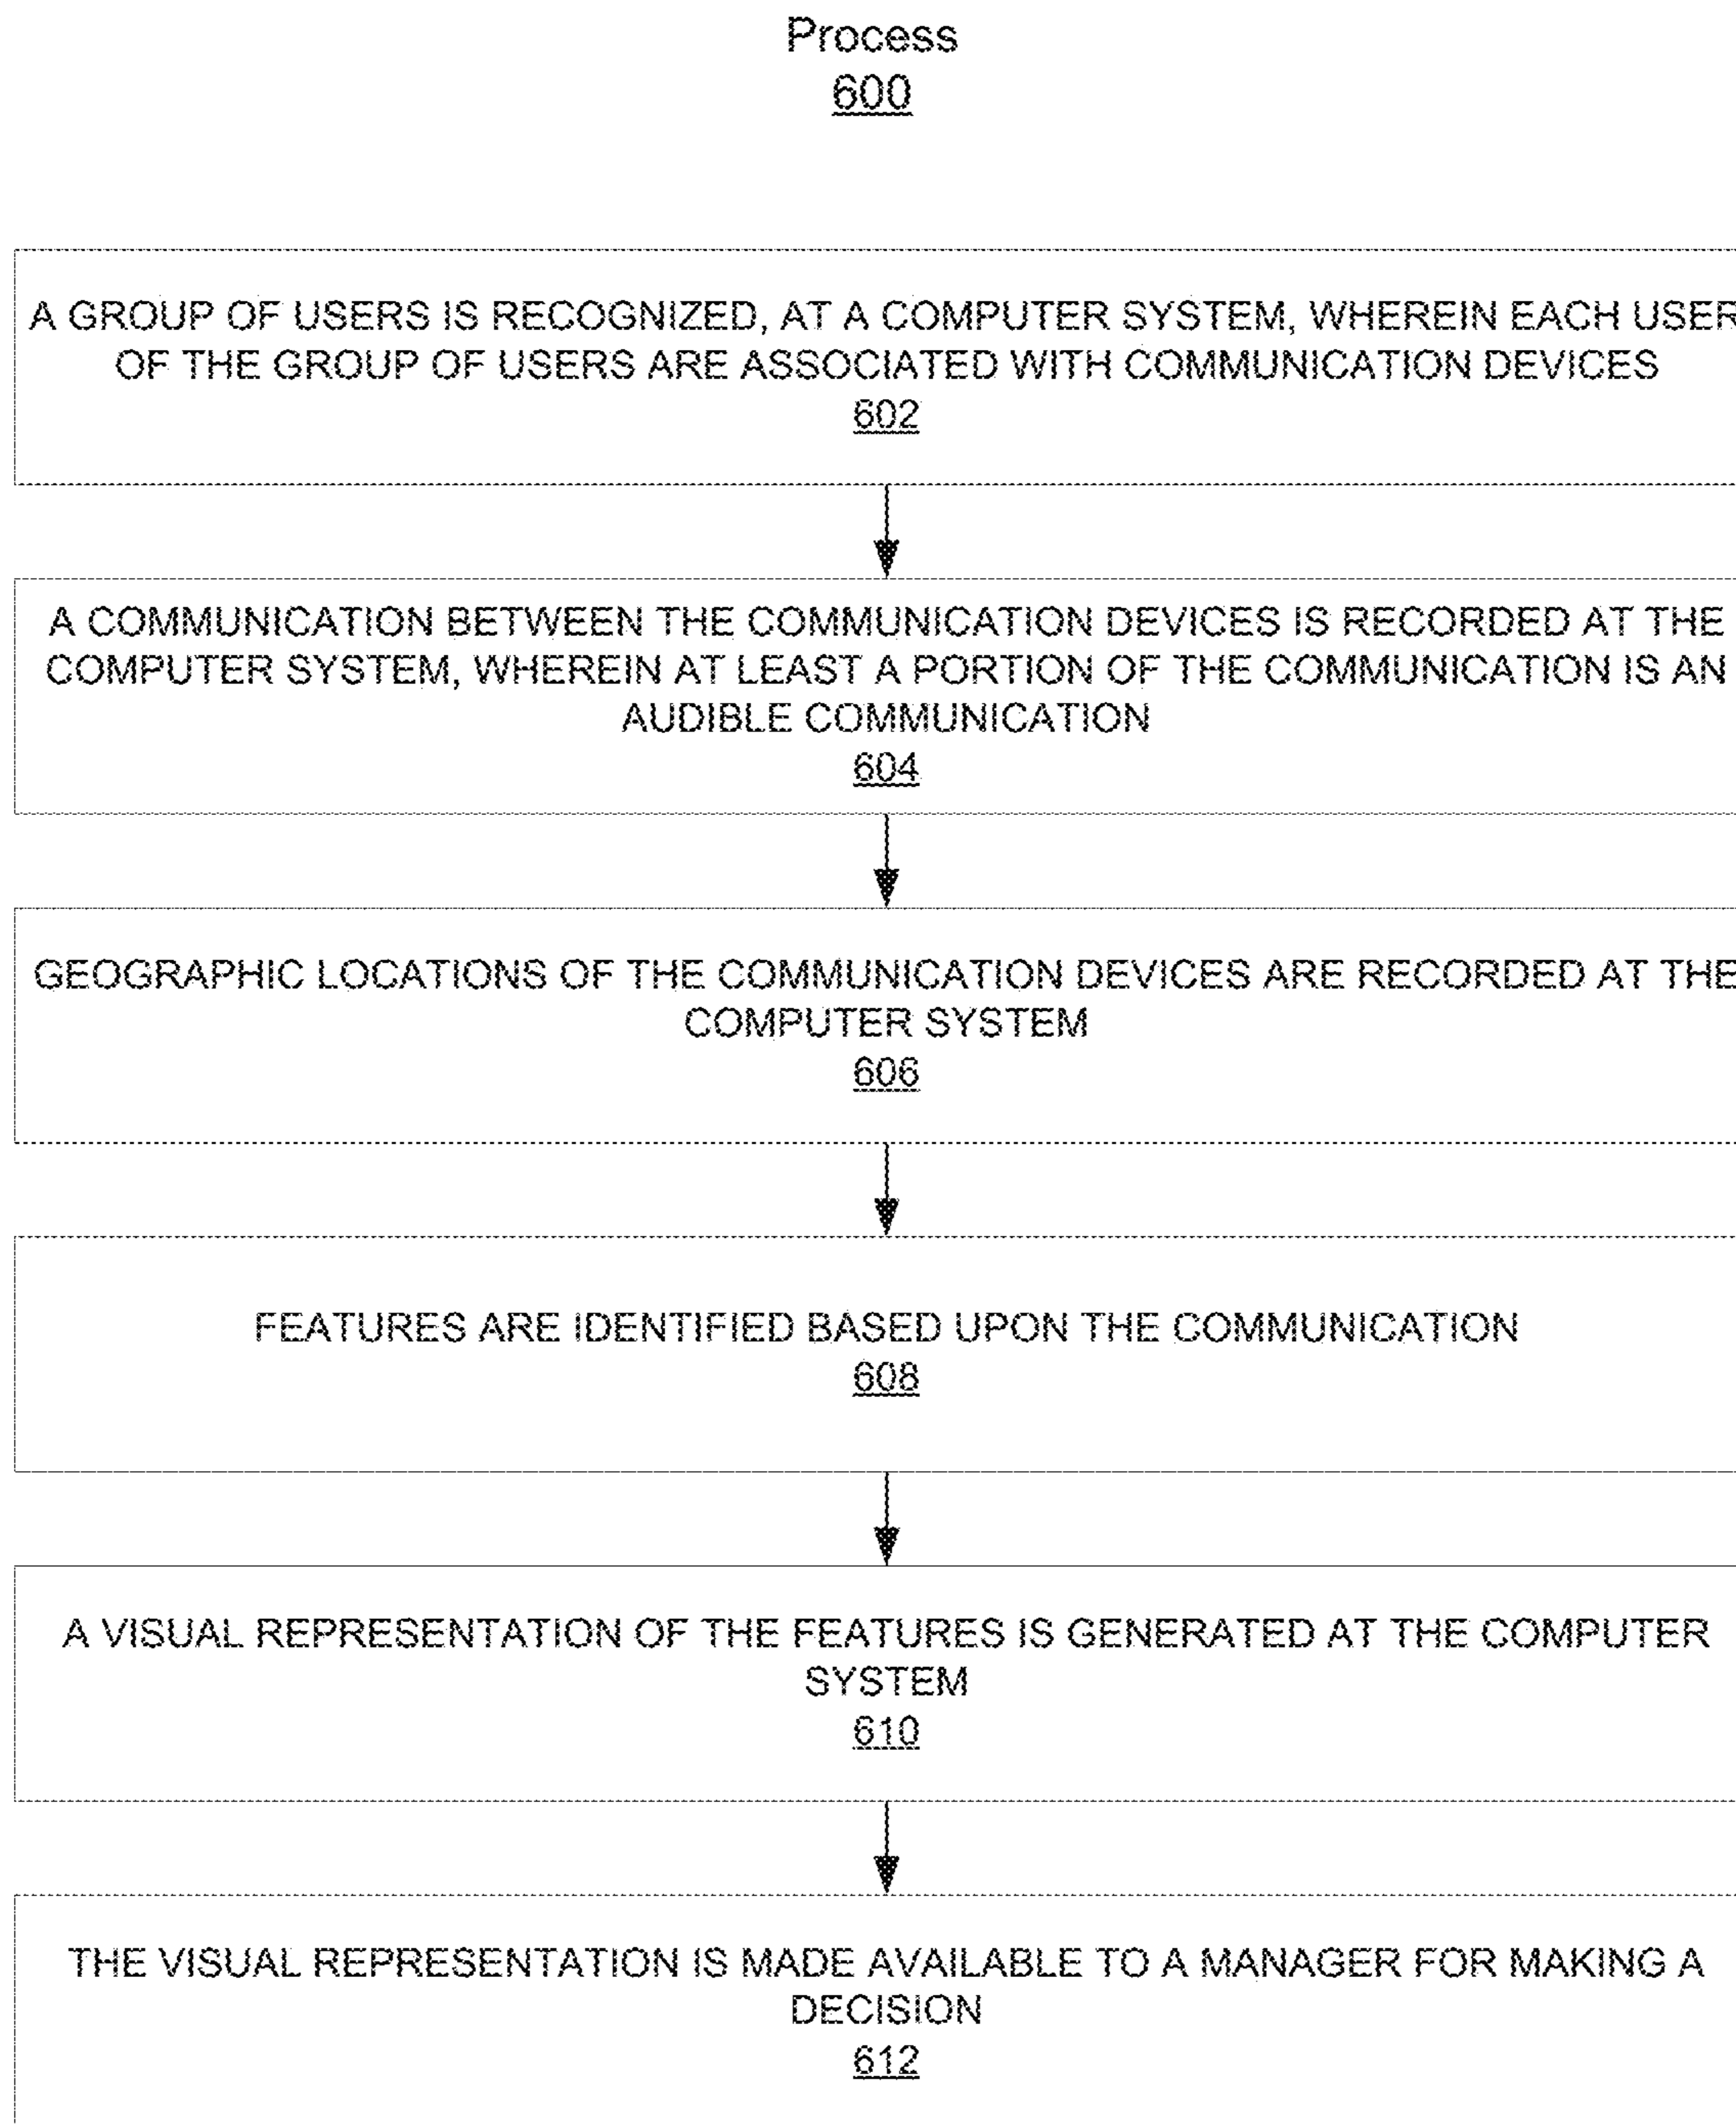 Process
600
A GROUP OF USERS IS RECOGNIZED, AT A COMPUTER SYSTEM, WHEREIN EACH USER
OF THE GROUP OF USERS ARE ASSOCIATED WITH COMMUNICATION DEVICES
602
A COMMUNICATION BETWEEN THE COMMUNICATION DEVICES IS RECORDED AT THE
COMPUTER SYSTEM, WHEREIN AT LEAST A PORTION OF THE COMMUNICATION IS AN
AUDIBLE COMMUNICATION
604
GEOGRAPHIC LOCATIONS OF THE COMMUNICATION DEVICES ARE RECORDED AT THE
COMPUTER SYSTEM
606
FEATURES ARE IDENTIFIED BASED UPON THE COMMUNICATION
608
A VISUAL REPRESENTATION OF THE FEATURES IS GENERATED AT THE COMPUTER
SYSTEM
610
THE VISUAL REPRESENTATION IS MADE AVAILABLE TO A MANAGER FOR MAKING A
DECISION
612